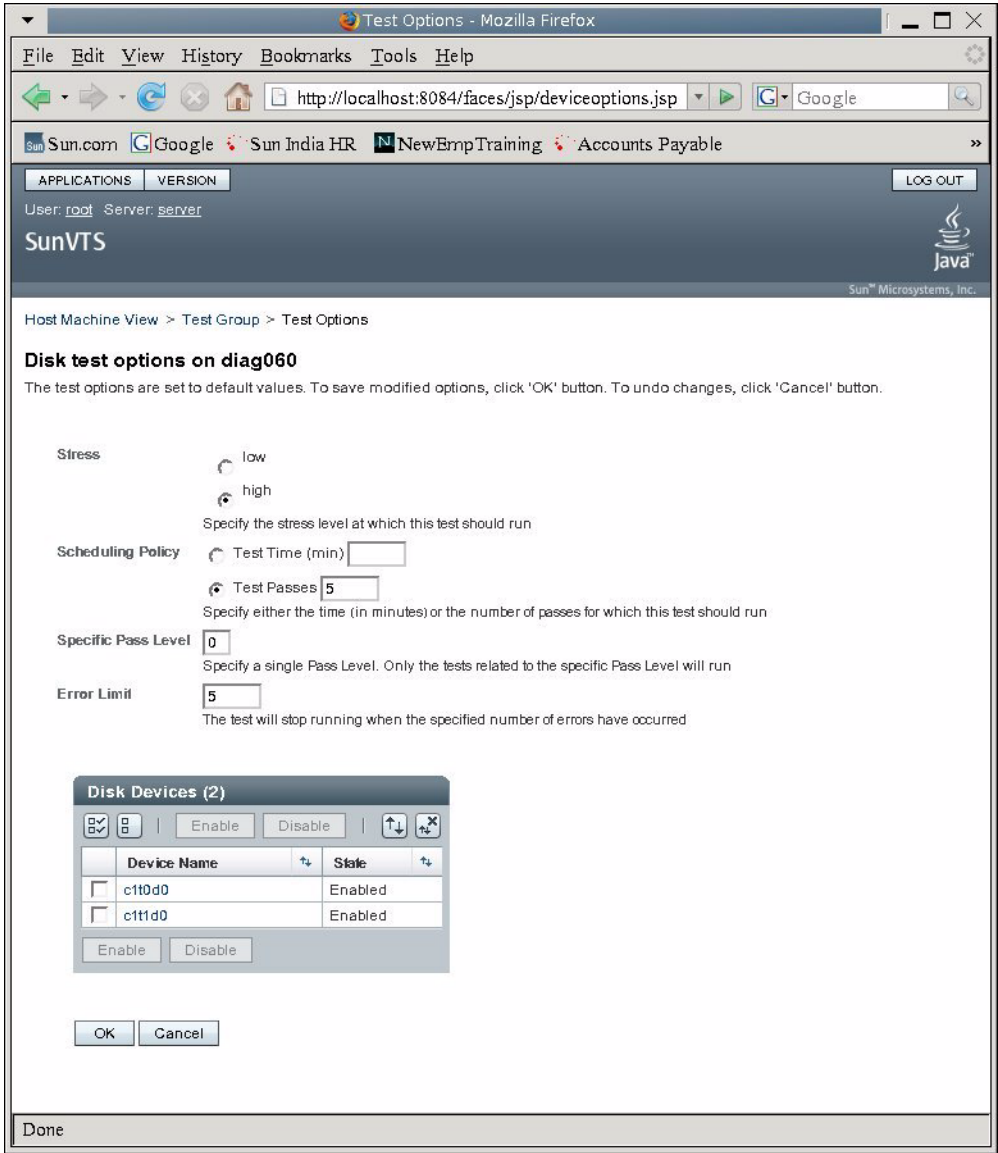 Test Options - Mozilla Firefox
File Edit View History Bookmarks Tools Help
http://localhost:8084/faces/jsp/deviceoptions.jsp G Google
Sun Sun.com G Google Sun India HR N NewEmpTraining Accounts Payable »
APPLICATIONS VERSION LOG OUT
User: root Server: server
SunVTS
Java™
Sun™ Microsystems, Inc.
Host Machine View > Test Group > Test Options
Disk test options on diag060
The test options are set to default values. To save modified options, click 'OK' button. To undo changes, click 'Cancel' button.
Stress low
high
Specify the stress level at which this test should run
Scheduling Policy Test Time (min)
Test Passes 5
Specify either the time (in minutes) or the number of passes for which this test should run
Specific Pass Level 0
Specify a single Pass Level. Only the tests related to the specific Pass Level will run
Error Limit 5
The test will stop running when the specified number of errors have occurred
Disk Devices (2)
Enable Disable
Device Name State
c1t0d0 Enabled
c1t1d0 Enabled
Enable Disable
OK Cancel
Done